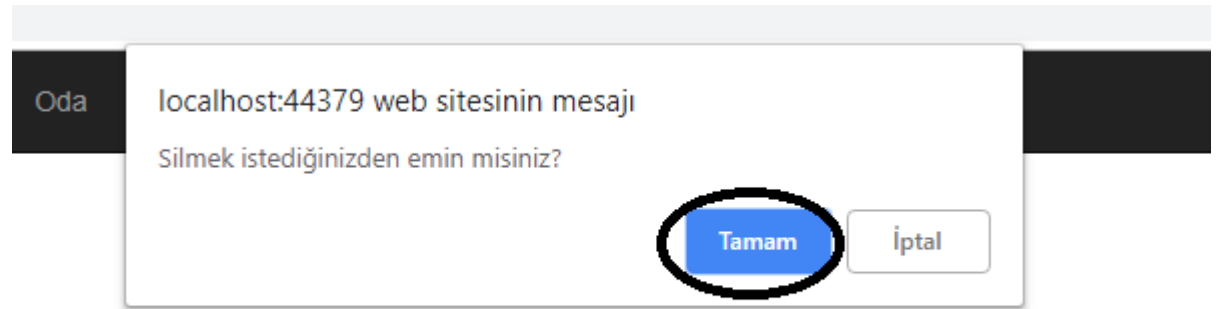 Oda
localhost:44379 web sitesinin mesajı
Silmek istediğinizden emin misiniz?
Tamam İptal